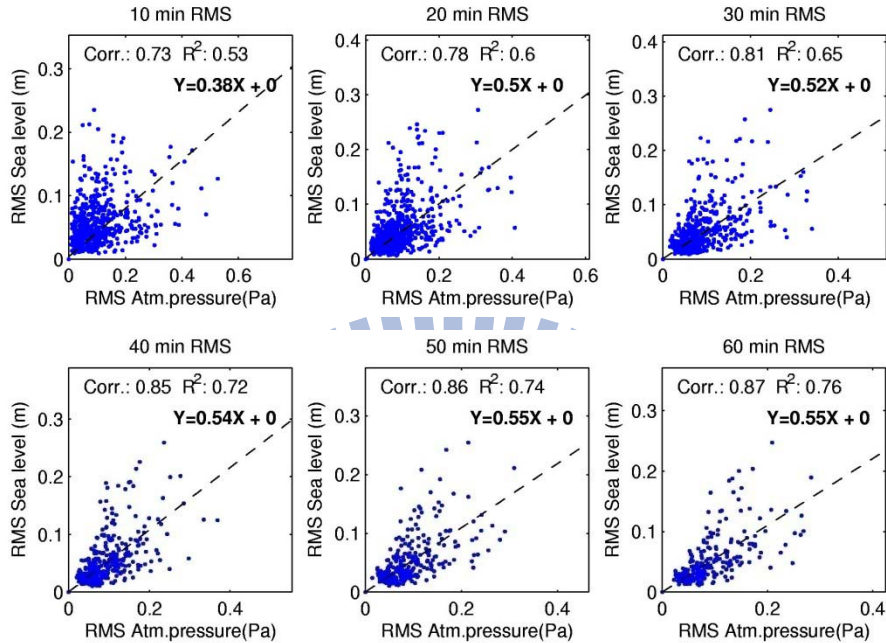 10 min RMS
Corr.: 0.73 R²: 0.53
Y=0.38X + 0
RMS Sea level (m)
0.3
0.2
0.1
0
0 0.2 0.4 0.6
RMS Atm.pressure(Pa)
20 min RMS
Corr.: 0.78 R²: 0.6
Y=0.5X + 0
RMS Sea level (m)
0.4
0.3
0.2
0.1
0
0 0.2 0.4 0.6
RMS Atm.pressure(Pa)
30 min RMS
Corr.: 0.81 R²: 0.65
Y=0.52X + 0
RMS Sea level (m)
0.4
0.3
0.2
0.1
0
0 0.2 0.4
RMS Atm.pressure(Pa)
40 min RMS
Corr.: 0.85 R²: 0.72
Y=0.54X + 0
RMS Sea level (m)
0.3
0.2
0.1
0
0 0.2 0.4
RMS Atm.pressure(Pa)
50 min RMS
Corr.: 0.86 R²: 0.74
Y=0.55X + 0
RMS Sea level (m)
0.3
0.2
0.1
0
0 0.2 0.4
RMS Atm.pressure(Pa)
60 min RMS
Corr.: 0.87 R²: 0.76
Y=0.55X + 0
RMS Sea level (m)
0.3
0.2
0.1
0
0 0.2 0.4
RMS Atm.pressure(Pa)